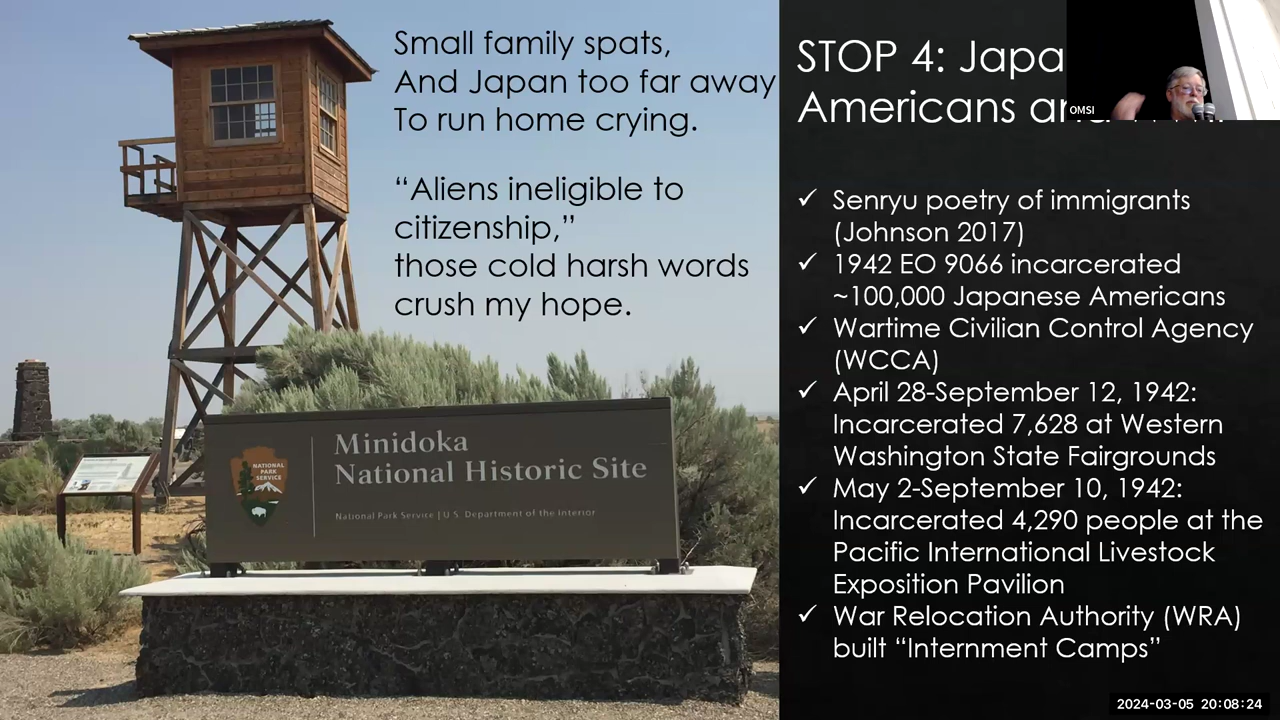 Small family spats,
And Japan too far away
To run home crying.
“Aliens ineligible to
citizenship,”
those cold harsh words
crush my hope.
NATIONAL
PARK
SERVICE
Minidoka
National Historic Site
National Park Service | U.S. Department of the Interior
STOP 4:
Americans
OMSI
✓ Senryu poetry of immigrants
(Johnson 2017)
✓ 1942 EO 9066 incarcerated
~100,000 Japanese Americans
✓ Wartime Civilian Control Agency
(WCCA)
✓ April 28-September 12, 1942:
Incarcerated 7,628 at Western
Washington State Fairgrounds
✓ May 2-September 10, 1942:
Incarcerated 4,290 people at the
Pacific International Livestock
Exposition Pavilion
✓ War Relocation Authority (WRA)
built “Internment Camps”
2024-03-05 20:08:24